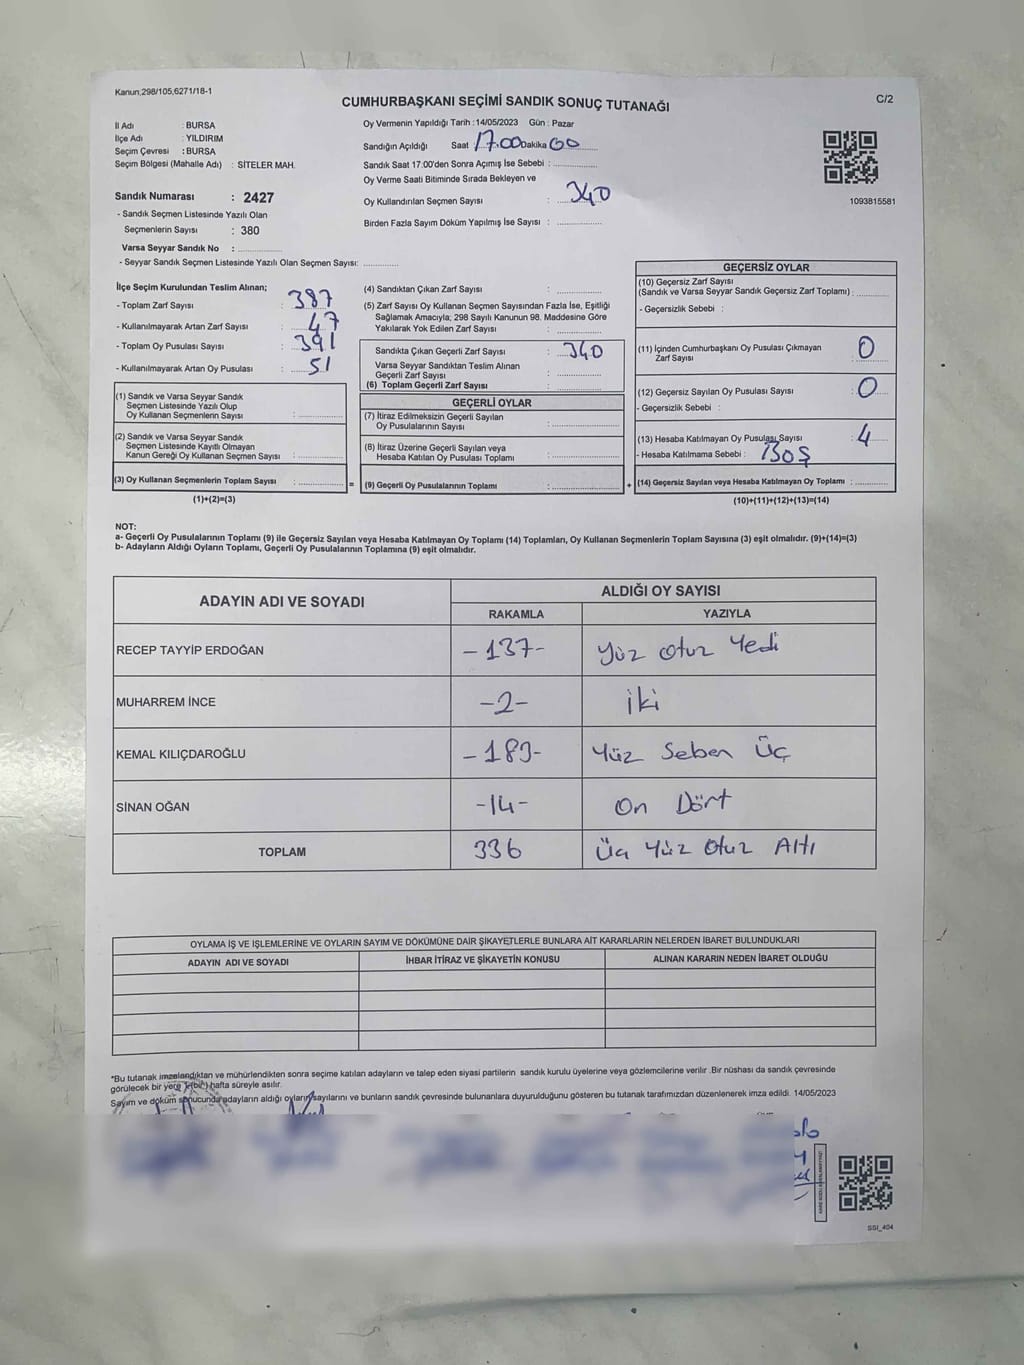 Kanun,298/105,6271/18-1
CUMHURBAŞKANI SEÇİMİ SANDIK SONUÇ TUTANAĞI
C/2
İl Adı : BURSA
İlçe Adı : YILDIRIM
Seçim Çevresi : BURSA
Seçim Bölgesi (Mahalle Adı) : SİTELER MAH.
Sandık Numarası : 2427
- Sandık Seçmen Listesinde Yazılı Olan
Seçmenlerin Sayısı : 380
Varsa Seyyar Sandık No : ..............
- Seyyar Sandık Seçmen Listesinde Yazılı Olan Seçmen Sayısı: ............
Oy Vermenin Yapıldığı Tarih : 14/05/2023 Gün : Pazar
Sandığın Açıldığı Saat : 17.00 Dakika 00
Sandık Saat 17.00'den Sonra Açımış İse Sebebi : ..............
Oy Verme Saati Bitiminde Sırada Bekleyen ve
Oy Kullandırılan Seçmen Sayısı : 340
Birden Fazla Sayım Döküm Yapılmış İse Sayısı : ..............
1093815581
İlçe Seçim Kurulundan Teslim Alınan;
- Toplam Zarf Sayısı : 387
- Kullanılmayarak Artan Zarf Sayısı : 47
- Toplam Oy Pusulası Sayısı : 391
- Kullanılmayarak Artan Oy Pusulası : 51
(1) Sandık ve Varsa Seyyar Sandık
Seçmen Listesinde Yazılı Olup
Oy Kullanan Seçmenlerin Sayısı : ..............
(2) Sandık ve Varsa Seyyar Sandık
Seçmen Listesinde Kayıtlı Olmayan
Kanun Gereği Oy Kullanan Seçmen Sayısı : ..............
(3) Oy Kullanan Seçmenlerin Toplam Sayısı : ..............
(1)+(2)=(3)
(4) Sandıktan Çıkan Zarf Sayısı : ..............
(5) Zarf Sayısı Oy Kullanan Seçmen Sayısından Fazla İse, Eşitliği
Sağlamak Amacıyla; 298 Sayılı Kanunun 98. Maddesine Göre
Yakılarak Yok Edilen Zarf Sayısı : ..............
Sandıkta Çıkan Geçerli Zarf Sayısı : 340
Varsa Seyyar Sandıktan Teslim Alınan
Geçerli Zarf Sayısı : ..............
(6) Toplam Geçerli Zarf Sayısı : ..............
GEÇERLİ OYLAR
(7) İtiraz Edilmeksizin Geçerli Sayılan
Oy Pusulalarının Sayısı : ..............
(8) İtiraz Üzerine Geçerli Sayılan veya
Hesaba Katılan Oy Pusulası Toplamı : ..............
= (9) Geçerli Oy Pusulalarının Toplamı : ..............
GEÇERSİZ OYLAR
(10) Geçersiz Zarf Sayısı
(Sandık ve Varsa Seyyar Sandık Geçersiz Zarf Toplamı) : ............
- Geçersizlik Sebebi :
(11) İçinden Cumhurbaşkanı Oy Pusulası Çıkmayan
Zarf Sayısı : 0
(12) Geçersiz Sayılan Oy Pusulası Sayısı : 0
- Geçersizlik Sebebi :
(13) Hesaba Katılmayan Oy Pusulası Sayısı : 4
- Hesaba Katılmama Sebebi : BOŞ
+ (14) Geçersiz Sayılan veya Hesaba Katılmayan Oy Toplamı : ............
(10)+(11)+(12)+(13)=(14)
NOT:
a- Geçerli Oy Pusulalarının Toplamı (9) ile Geçersiz Sayılan veya Hesaba Katılmayan Oy Toplamı (14) Toplamları, Oy Kullanan Seçmenlerin Toplam Sayısına (3) eşit olmalıdır. (9)+(14)=(3)
b- Adayların Aldığı Oyların Toplamı, Geçerli Oy Pusulalarının Toplamına (9) eşit olmalıdır.
ADAYIN ADI VE SOYADI
ALDIĞI OY SAYISI
RAKAMLA YAZIYLA
RECEP TAYYİP ERDOĞAN -137- Yüz otuz Yedi
MUHARREM İNCE -2- iki
KEMAL KILIÇDAROĞLU -183- Yüz Seben Üç
SİNAN OĞAN -14- On Dört
TOPLAM 336 Üç Yüz Otuz Altı
OYLAMA İŞ VE İŞLEMLERİNE VE OYLARIN SAYIM VE DÖKÜMÜNE DAİR ŞİKAYETLERLE BUNLARA AİT KARARLARIN NELERDEN İBARET BULUNDUKLARI
ADAYIN ADI VE SOYADI İHBAR İTİRAZ VE ŞİKAYETİN KONUSU ALINAN KARARIN NEDEN İBARET OLDUĞU
*Bu tutanak imzalandıktan ve mühürlendikten sonra seçime katılan adayların ve talep eden siyasi partilerin sandık kurulu üyelerine veya gözlemcilerine verilir .Bir nüshası da sandık çevresinde
görülecek bir yere 1(bir) hafta süreyle asılır.
Sayım ve döküm sonucunda adayların aldığı oyların sayılarını ve bunların sandık çevresinde bulunanlara duyurulduğunu gösteren bu tutanak tarafımızdan düzenlenerek imza edildi. 14/05/2023
SSI_404